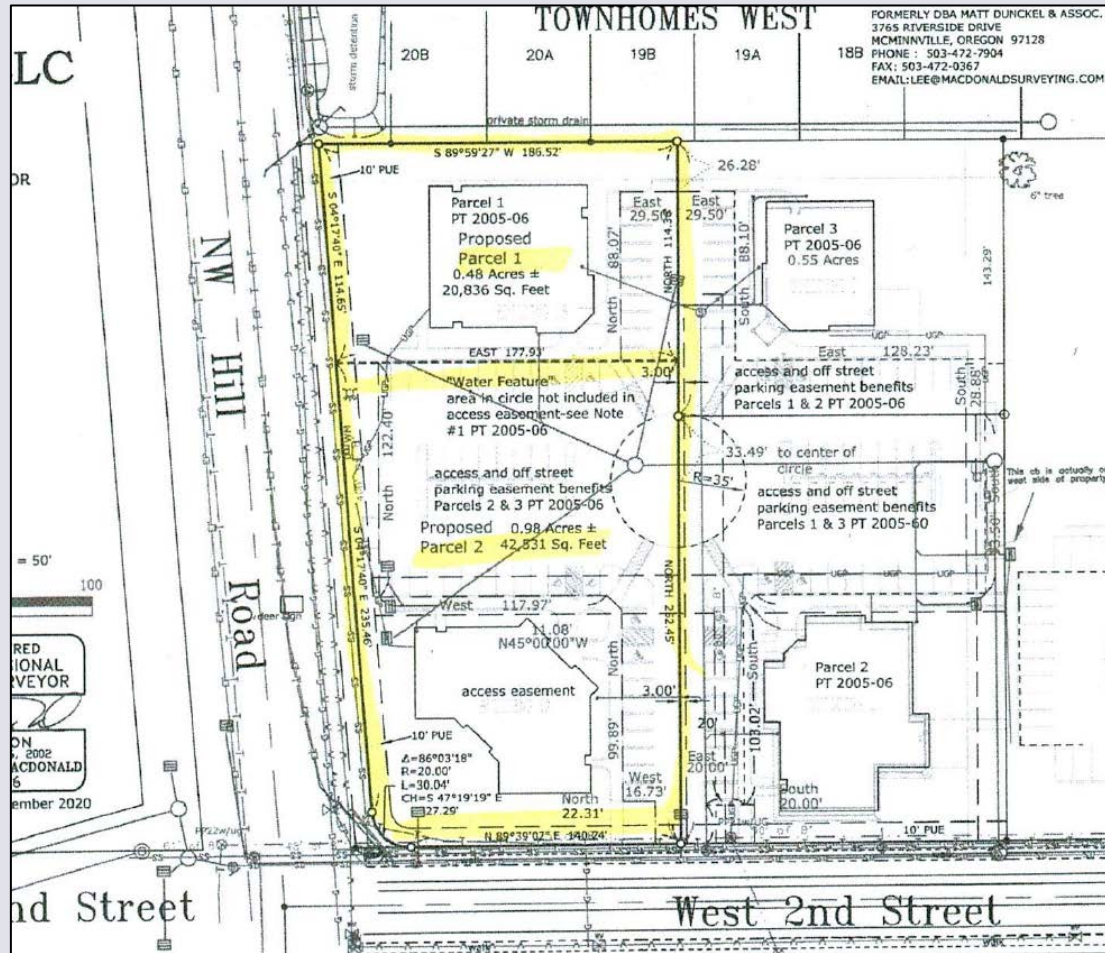 TOWNHOMES WEST
FORMERLY DBA MATT DUNCKEL & ASSOC.
3765 RIVERSIDE DRIVE
MCMINNVILLE, OREGON 97128
PHONE : 503-472-7904
FAX: 503-472-0367
EMAIL:LEE@MACDONALDSURVEYING.COM
LC
OR
storm detention
20B
20A
19B
19A
18B
private storm drain
S 89°59'27" W 186.52'
10' PUE
26.28'
6" tree
S 04°17'40" E 114.65'
Parcel 1
PT 2005-06
Proposed
Parcel 1
0.48 Acres ±
20,836 Sq. Feet
East
29.50'
East
29.50'
North 88.07'
South 88.10'
Parcel 3
PT 2005-06
0.55 Acres
143.29'
NW Hill Road
EAST 177.93'
3.00'
East 128.23'
South
28.88'
"Water Feature"
area in circle not included in
access easement-see Note
#1 PT 2005-06
access and off street
parking easement benefits
Parcels 1 & 2 PT 2005-06
North 122.40'
33.49' to center of
circle
R=35'
access and off street
parking easement benefits
Parcels 2 & 3 PT 2005-06
access and off street
parking easement benefits
Parcels 1 & 3 PT 2005-60
This cb is actually
west side of property
Proposed
Parcel 2
0.98 Acres ±
42,531 Sq. Feet
S 04°17'40" E 235.46'
= 50'
100
West 117.97'
11.08'
N45°00'00"W
access easement
North
99.89'
3.00'
20'
South
103.02'
Parcel 2
PT 2005-06
East
20.00'
West
16.73'
South
20.00'
10' PUE
Δ=86°03'18"
R=20.00'
L=30.04'
CH=S 47°19'19" E
27.29'
North
22.31'
N 89°39'02" E 140.24'
10' PUE
RED
IONAL
RVEYOR
ON
2002
ACDONALD
6
ember 2020
nd Street
West 2nd Street